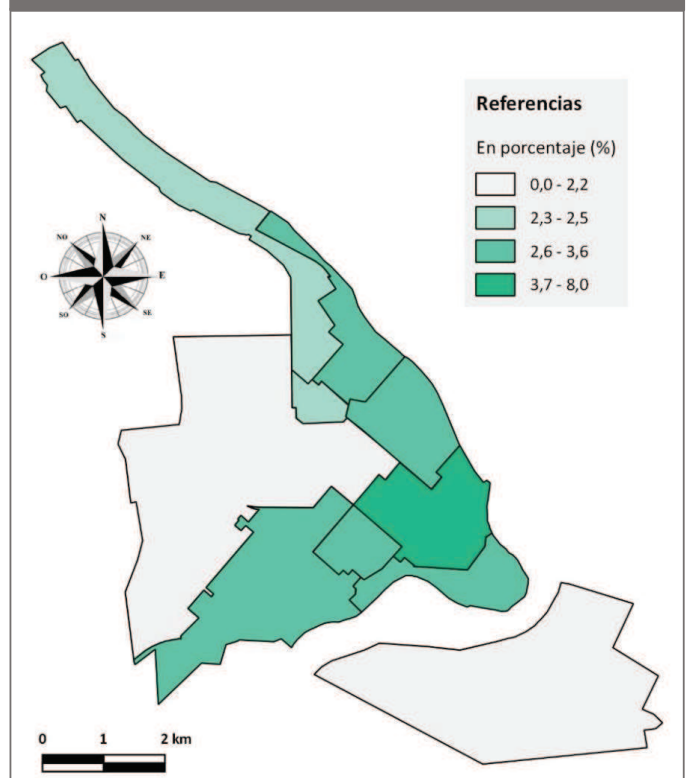 Referencias
En porcentaje (%)
0,0 - 2,2
2,3 - 2,5
2,6 - 3,6
3,7 - 8,0
N
NO
NE
O
E
SO
SE
S
0 1 2 km